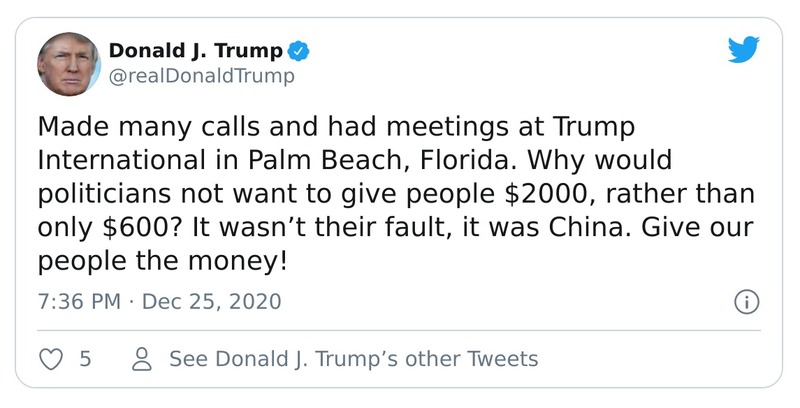 Donald J. Trump
@realDonaldTrump
Made many calls and had meetings at Trump
International in Palm Beach, Florida. Why would
politicians not want to give people $2000, rather than
only $600? It wasn’t their fault, it was China. Give our
people the money!
7:36 PM · Dec 25, 2020
5 See Donald J. Trump’s other Tweets